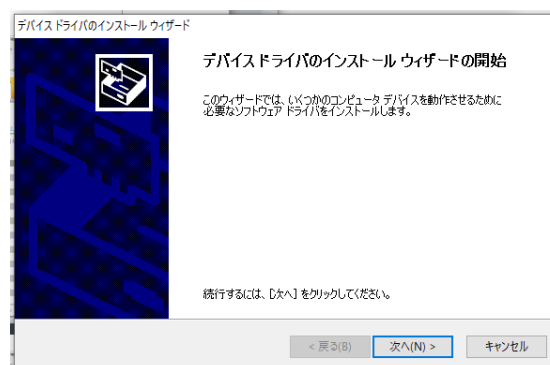 デバイス ドライバのインストール ウィザード
デバイス ドライバのインストール ウィザードの開始
このウィザードでは、いくつかのコンピュータ デバイスを動作させるために
必要なソフトウェア ドライバをインストールします。
続行するには、[次へ] をクリックしてください。
< 戻る(B)
次へ(N) >
キャンセル